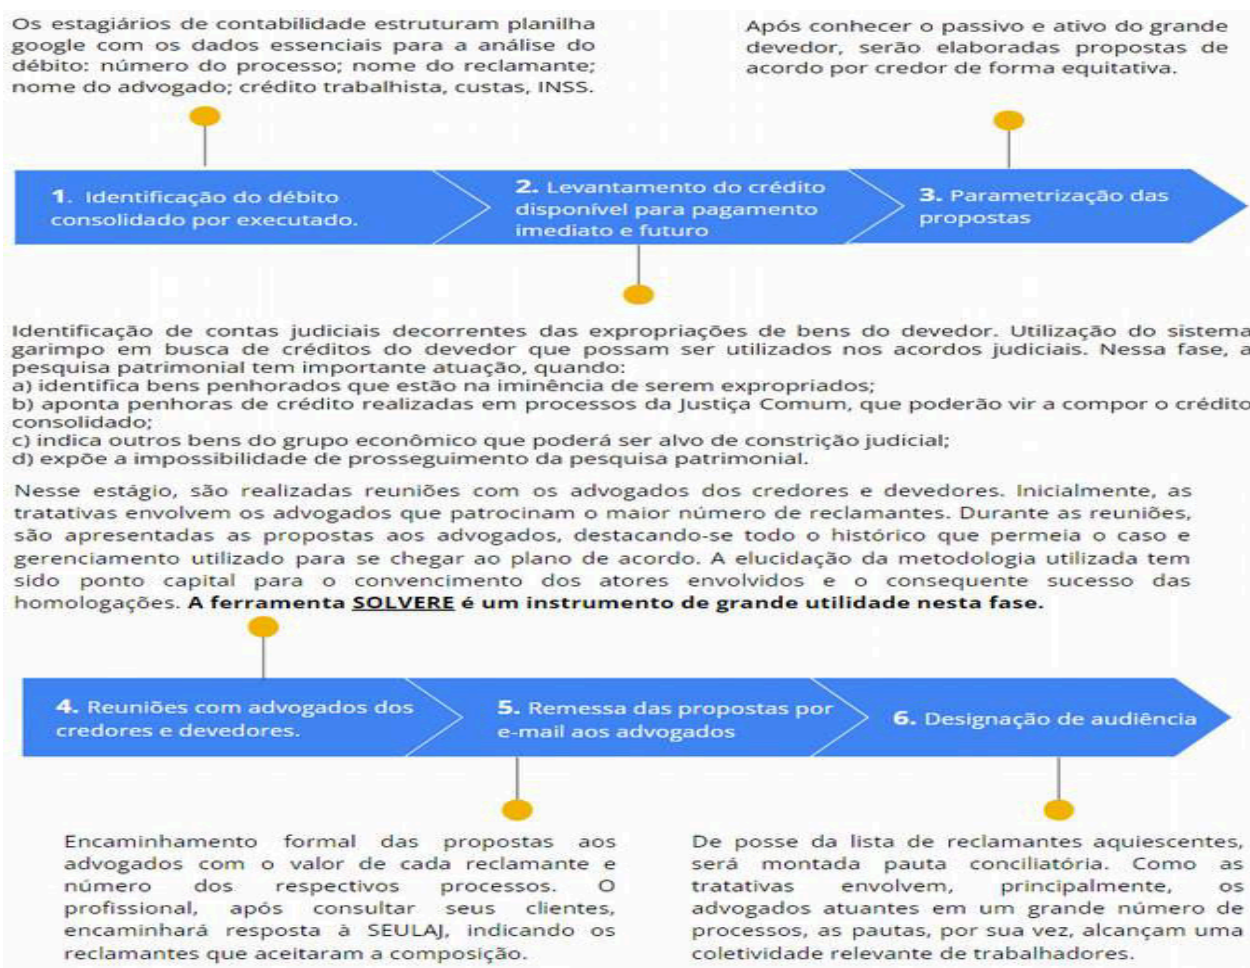 Os estagiários de contabilidade estruturam planilha
google com os dados essenciais para a análise do
débito: número do processo; nome do reclamante;
nome do advogado; crédito trabalhista, custas, INSS.
Após conhecer o passivo e ativo do grande
devedor, serão elaboradas propostas de
acordo por credor de forma equitativa.
1. Identificação do débito
consolidado por executado.
2. Levantamento do crédito
disponível para pagamento
imediato e futuro
3. Parametrização das
propostas
Identificação de contas judiciais decorrentes das expropriações de bens do devedor. Utilização do sistema
garimpo em busca de créditos do devedor que possam ser utilizados nos acordos judiciais. Nessa fase, a
pesquisa patrimonial tem importante atuação, quando:
a) identifica bens penhorados que estão na iminência de serem expropriados;
b) aponta penhoras de crédito realizadas em processos da Justiça Comum, que poderão vir a compor o crédito
consolidado;
c) indica outros bens do grupo econômico que poderá ser alvo de constrição judicial;
d) expõe a impossibilidade de prosseguimento da pesquisa patrimonial.
Nesse estágio, são realizadas reuniões com os advogados dos credores e devedores. Inicialmente, as
tratativas envolvem os advogados que patrocinam o maior número de reclamantes. Durante as reuniões,
são apresentadas as propostas aos advogados, destacando-se todo o histórico que permeia o caso e
gerenciamento utilizado para se chegar ao plano de acordo. A elucidação da metodologia utilizada tem
sido ponto capital para o convencimento dos atores envolvidos e o consequente sucesso das
homologações. A ferramenta SOLVERE é um instrumento de grande utilidade nesta fase.
4. Reuniões com advogados dos
credores e devedores.
5. Remessa das propostas por
e-mail aos advogados
6. Designação de audiência
Encaminhamento formal das propostas aos
advogados com o valor de cada reclamante e
número dos respectivos processos. O
profissional, após consultar seus clientes,
encaminhará resposta à SEULAJ, indicando os
reclamantes que aceitaram a composição.
De posse da lista de reclamantes aquiescentes,
será montada pauta conciliatória. Como as
tratativas envolvem, principalmente, os
advogados atuantes em um grande número de
processos, as pautas, por sua vez, alcançam uma
coletividade relevante de trabalhadores.